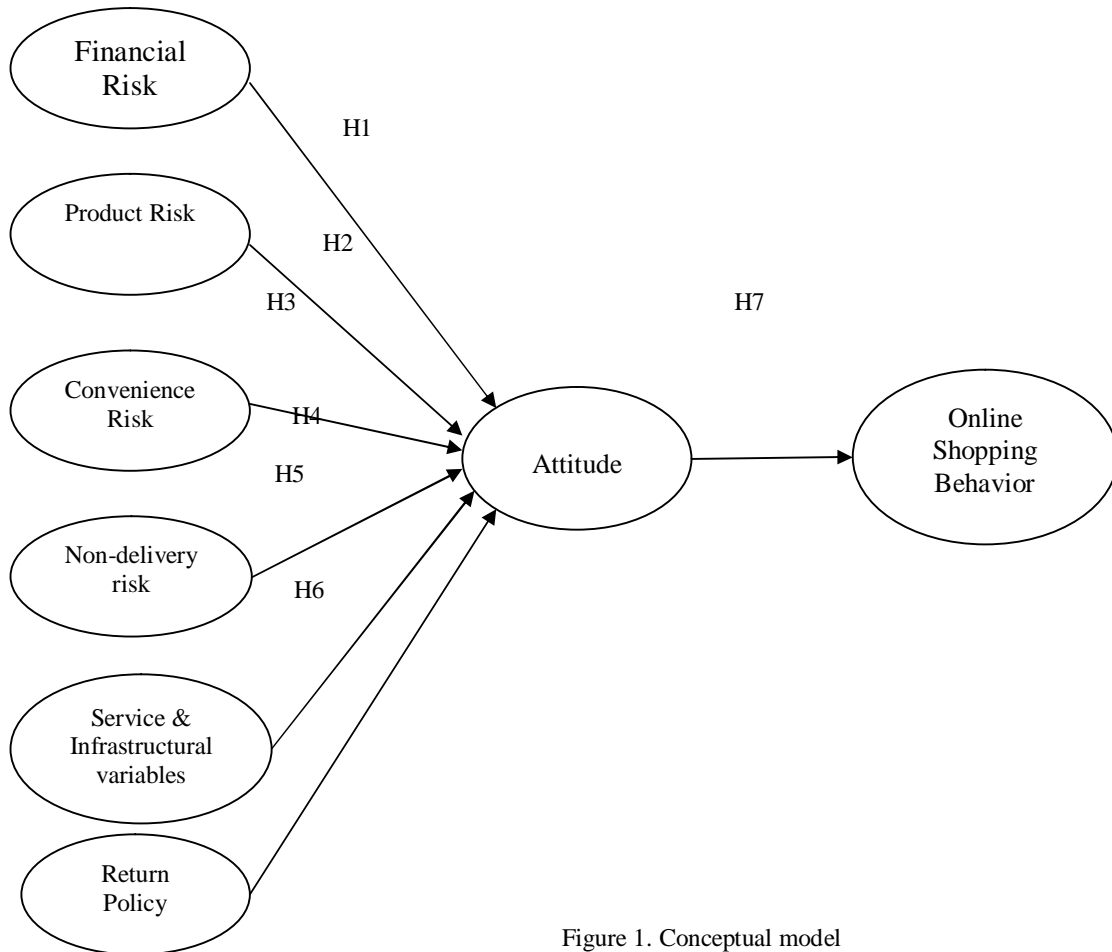 Financial
Risk
H1
Product Risk
H2
H3
H7
Convenience
Risk
H4
Attitude
Online
Shopping
Behavior
H5
Non-delivery
risk
H6
Service &
Infrastructural
variables
Return
Policy
Figure 1. Conceptual model